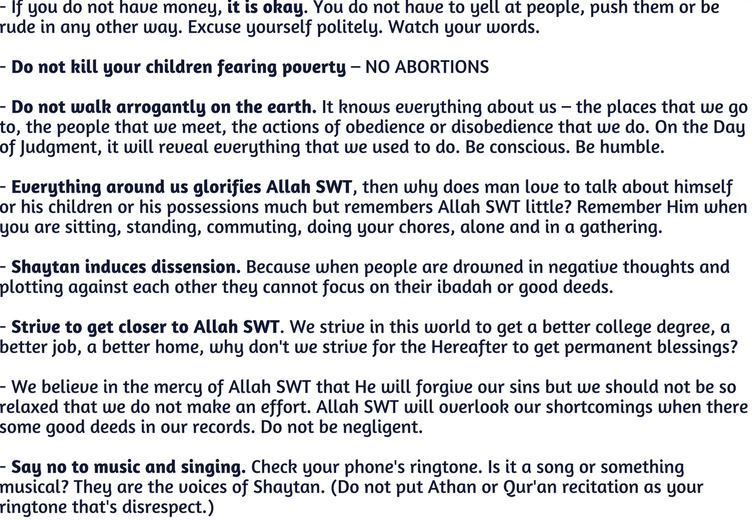 - If you do not have money, it is okay. You do not have to yell at people, push them or be
rude in any other way. Excuse yourself politely. Watch your words.
- Do not kill your children fearing poverty – NO ABORTIONS
- Do not walk arrogantly on the earth. It knows everything about us – the places that we go
to, the people that we meet, the actions of obedience or disobedience that we do. On the Day
of Judgment, it will reveal everything that we used to do. Be conscious. Be humble.
- Everything around us glorifies Allah SWT, then why does man love to talk about himself
or his children or his possessions much but remembers Allah SWT little? Remember Him when
you are sitting, standing, commuting, doing your chores, alone and in a gathering.
- Shaytan induces dissension. Because when people are drowned in negative thoughts and
plotting against each other they cannot focus on their ibadah or good deeds.
- Strive to get closer to Allah SWT. We strive in this world to get a better college degree, a
better job, a better home, why don't we strive for the Hereafter to get permanent blessings?
- We believe in the mercy of Allah SWT that He will forgive our sins but we should not be so
relaxed that we do not make an effort. Allah SWT will overlook our shortcomings when there
some good deeds in our records. Do not be negligent.
- Say no to music and singing. Check your phone's ringtone. Is it a song or something
musical? They are the voices of Shaytan. (Do not put Athan or Qur'an recitation as your
ringtone that's disrespect.)